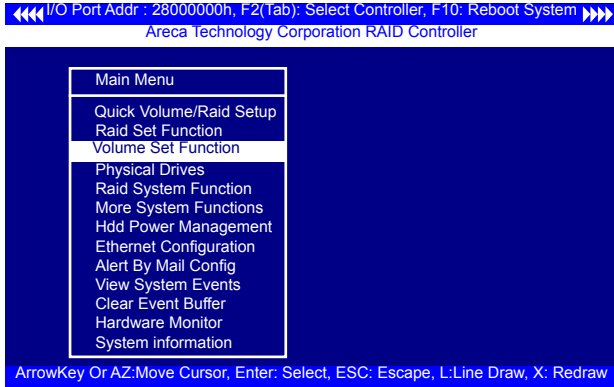 I/O Port Addr : 28000000h, F2(Tab): Select Controller, F10: Reboot System
Areca Technology Corporation RAID Controller
Main Menu
Quick Volume/Raid Setup
Raid Set Function
Volume Set Function
Physical Drives
Raid System Function
More System Functions
Hdd Power Management
Ethernet Configuration
Alert By Mail Config
View System Events
Clear Event Buffer
Hardware Monitor
System information
ArrowKey Or AZ:Move Cursor, Enter: Select, ESC: Escape, L:Line Draw, X: Redraw